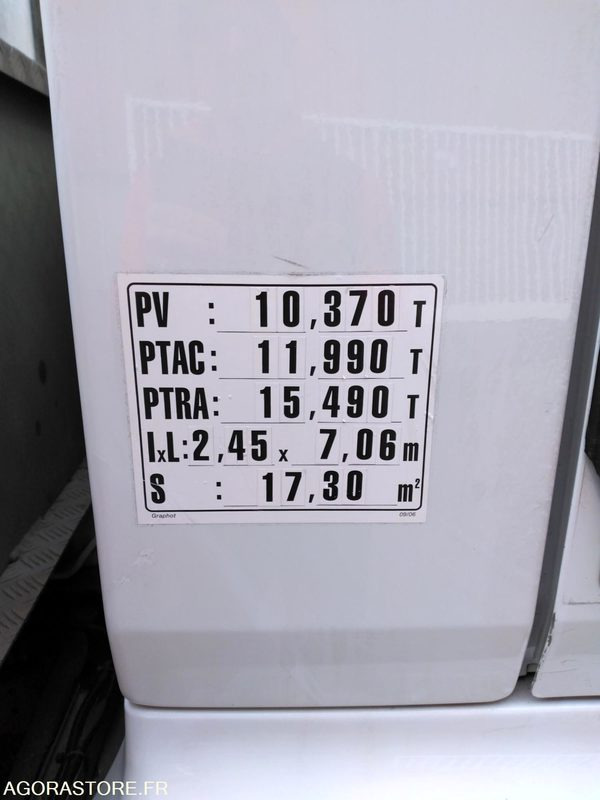 PV : 10,370 T
PTAC: 11,990 T
PTRA: 15,490 T
lxL:2,45 x 7,06 m
S : 17,30 m²
Graphot 09/06
AGORASTORE.FR